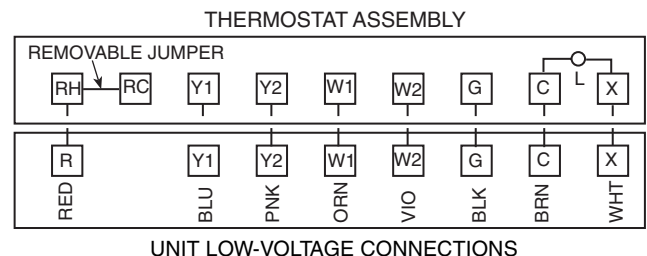 THERMOSTAT ASSEMBLY
REMOVABLE JUMPER
RH RC Y1 Y2 W1 W2 G C L X
R Y1 Y2 W1 W2 G C X
RED BLU PNK ORN VIO BLK BRN WHT
UNIT LOW-VOLTAGE CONNECTIONS